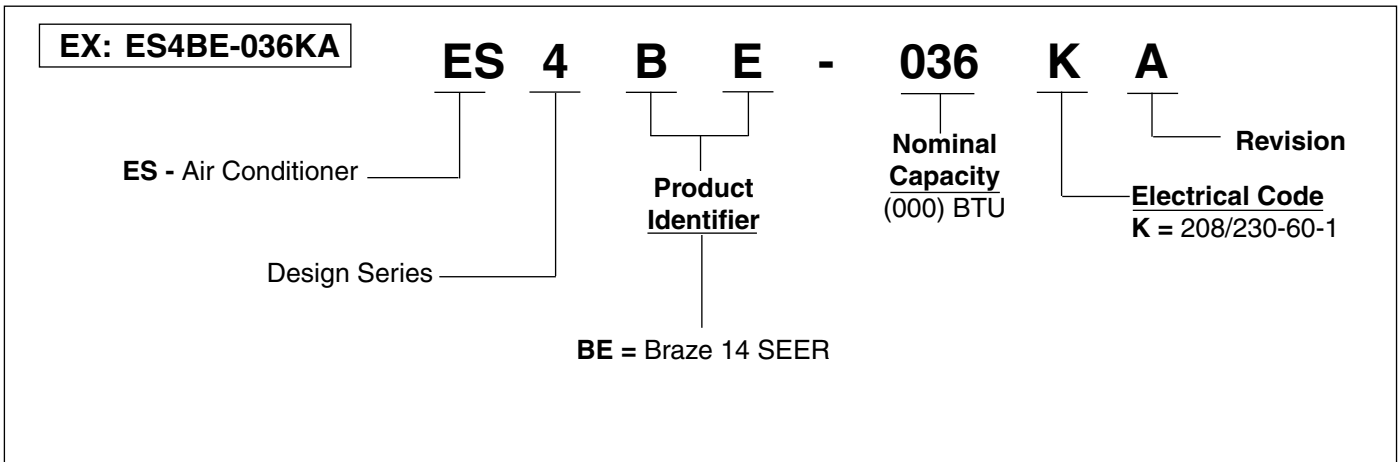 EX: ES4BE-036KA
ES 4 B E - 036 K A
Revision
ES - Air Conditioner
Nominal
Capacity
(000) BTU
Product
Identifier
Electrical Code
K = 208/230-60-1
Design Series
BE = Braze 14 SEER